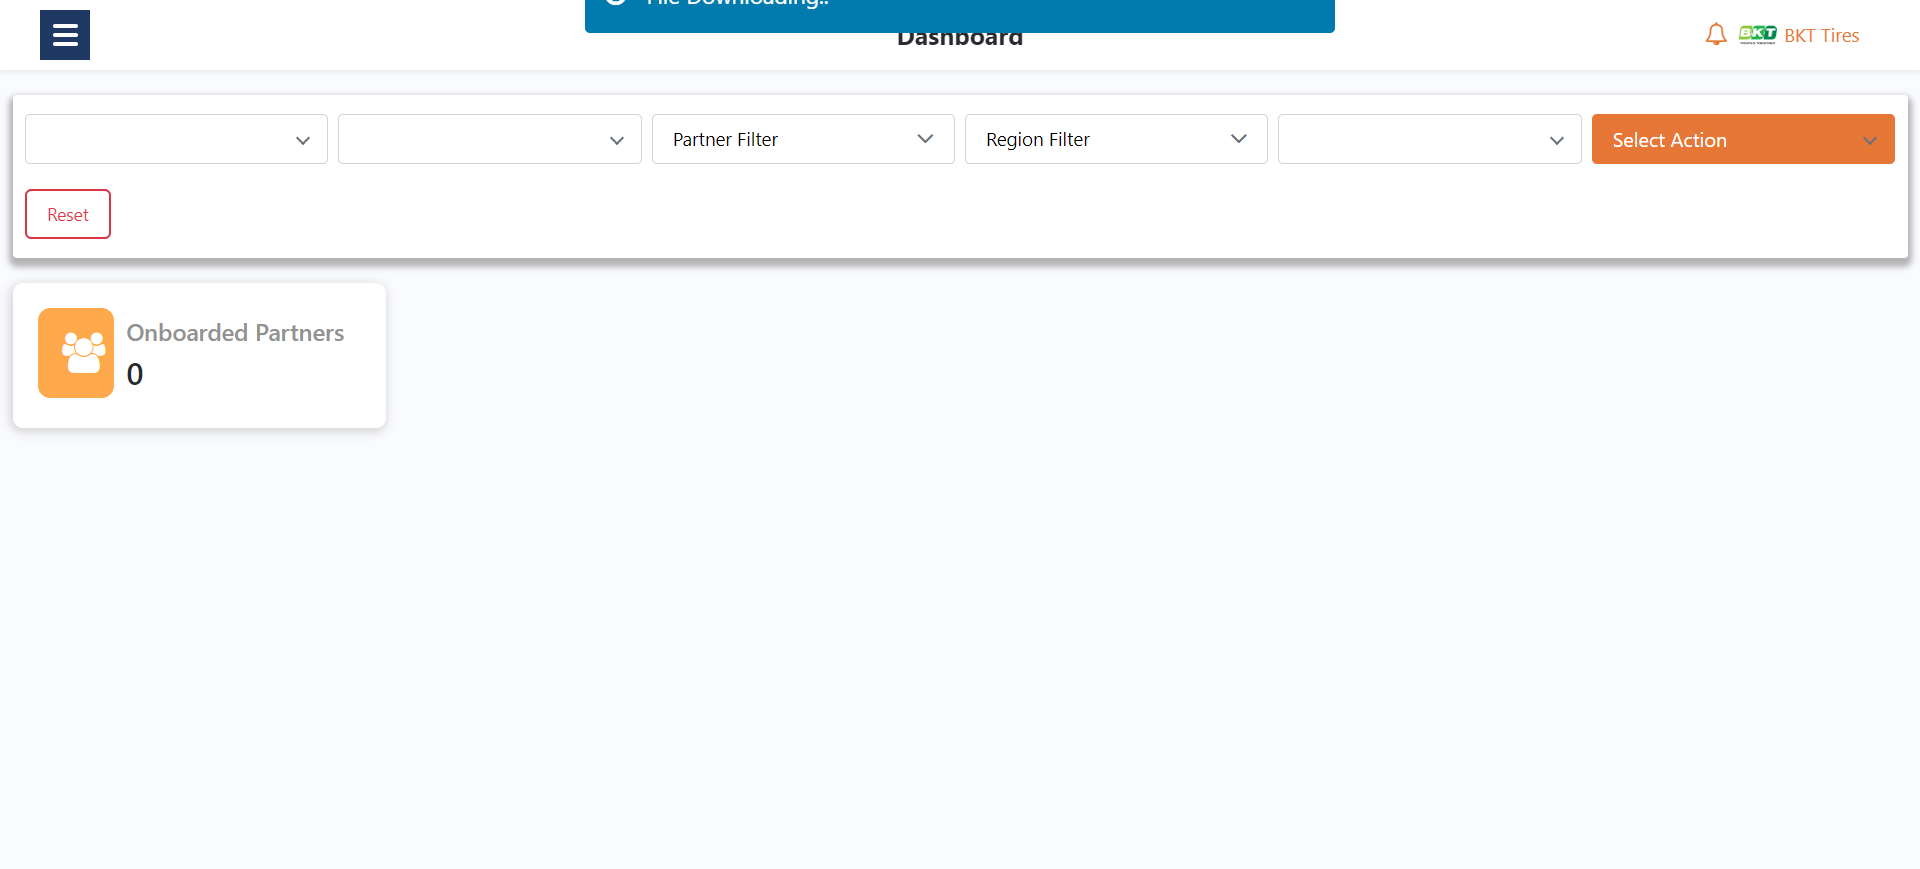 File Downloading..
Dashboard
BKT
BKT Tires
Partner Filter
Region Filter
Select Action
Reset
Onboarded Partners
0